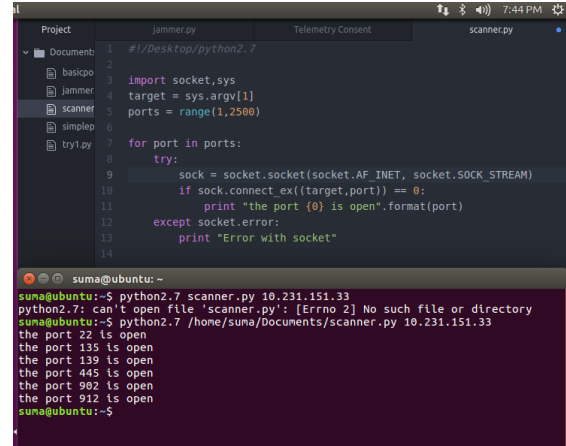 al
7:44 PM
Project
jammer.py
Telemetry Consent
scanner.py
Document
basicpo
jammer
scanner
simplep
try1.py
1 #!/Desktop/python2.7
2
3 import socket,sys
4 target = sys.argv[1]
5 ports = range(1,2500)
6
7 for port in ports:
8     try:
9         sock = socket.socket(socket.AF_INET, socket.SOCK_STREAM)
10         if sock.connect_ex((target,port)) == 0:
11             print "the port {0} is open".format(port)
12     except socket.error:
13         print "Error with socket"
14
suma@ubuntu: ~
suma@ubuntu:~$ python2.7 scanner.py 10.231.151.33
python2.7: can't open file 'scanner.py': [Errno 2] No such file or directory
suma@ubuntu:~$ python2.7 /home/suma/Documents/scanner.py 10.231.151.33
the port 22 is open
the port 135 is open
the port 139 is open
the port 445 is open
the port 902 is open
the port 912 is open
suma@ubuntu:~$